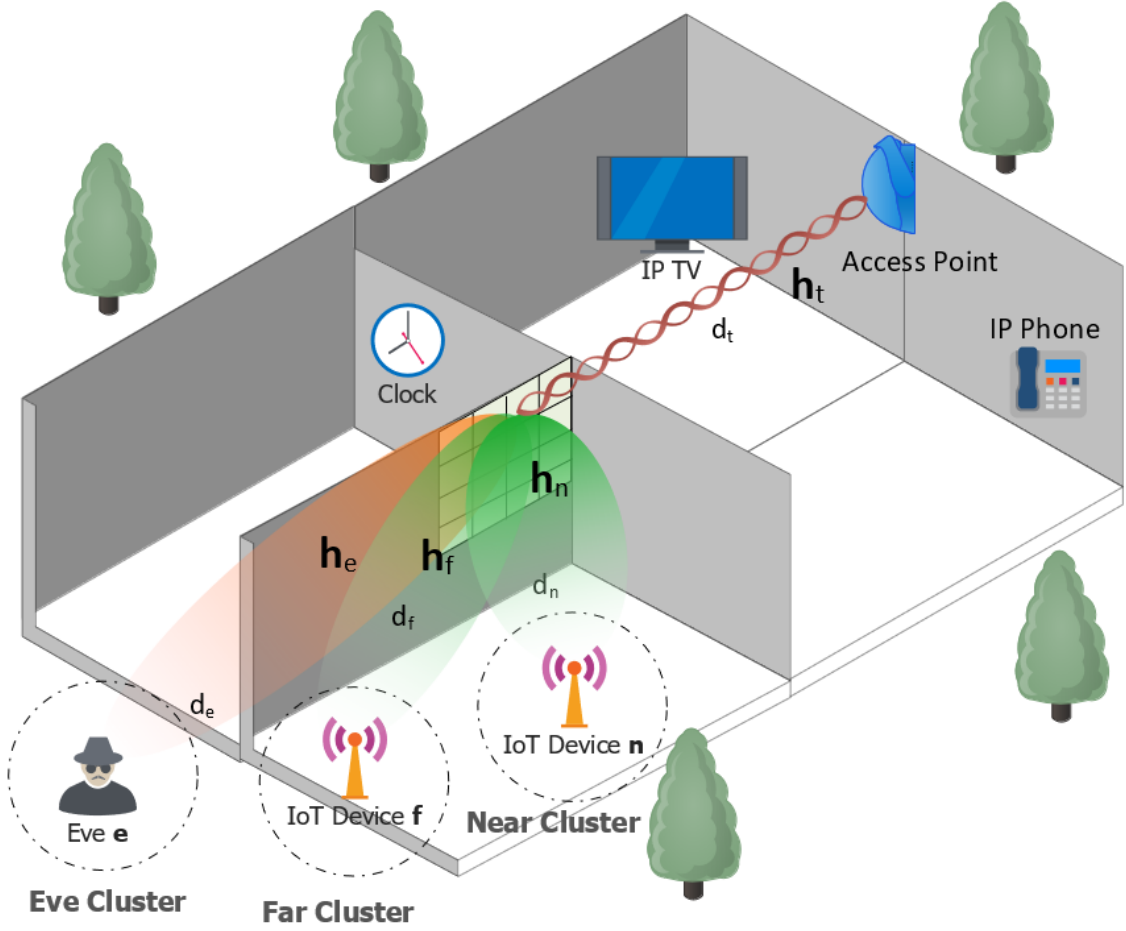 IP TV
Access Point
h_t
d_t
IP Phone
Clock
h_n
h_e
h_f
d_n
d_f
d_e
IoT Device n
IoT Device f
Eve e
Near Cluster
Eve Cluster
Far Cluster